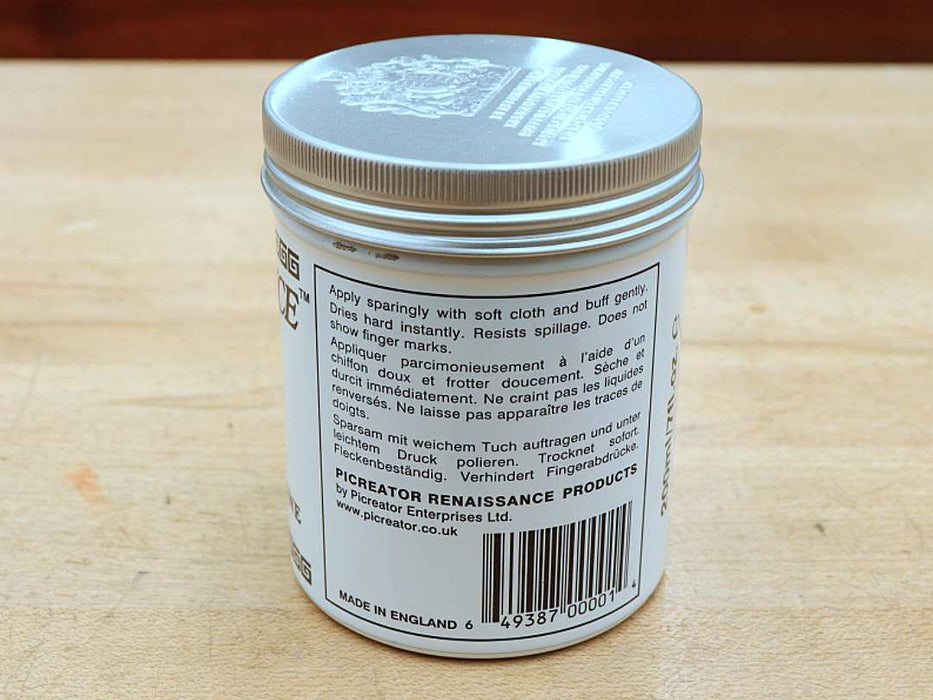 CE™
Apply sparingly with soft cloth and buff gently.
Dries hard instantly. Resists spillage. Does not
show finger marks.
Appliquer parcimonieusement à l'aide d'un
chiffon doux et frotter doucement. Sèche et
durcit immédiatement. Ne craint pas les liquides
renversés. Ne laisse pas apparaître les traces de
doigts.
Sparsam mit weichem Tuch auftragen und unter
leichtem Druck polieren. Trocknet sofort.
Fleckenbeständig. Verhindert Fingerabdrücke.
PICREATOR RENAISSANCE PRODUCTS
by Picreator Enterprises Ltd.
www.picreator.co.uk
MADE IN ENGLAND
6 49387 00001 4